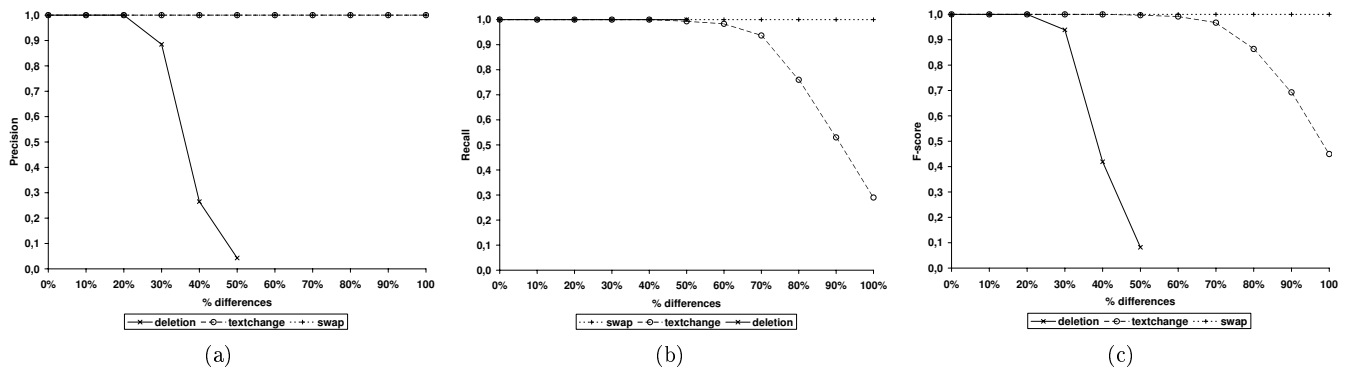 1,0
0,9
0,8
0,7
0,6
0,5
0,4
0,3
0,2
0,1
0,0
Precision
0% 10% 20% 30% 40% 50% 60% 70% 80% 90% 100
% differences
deletion textchange swap
(a)
1,0
0,9
0,8
0,7
0,6
0,5
0,4
0,3
0,2
0,1
0,0
Recall
0% 10% 20% 30% 40% 50% 60% 70% 80% 90% 100%
% differences
swap textchange deletion
(b)
1,0
0,9
0,8
0,7
0,6
0,5
0,4
0,3
0,2
0,1
0,0
F-score
0% 10% 20% 30% 40% 50% 60% 70% 80% 90% 100
% differences
deletion textchange swap
(c)